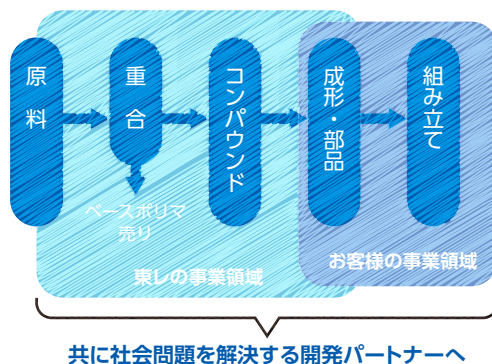 原料
重合
コンパウンド
成形・部品
組み立て
ベースポリマ
売り
お客様の事業領域
東レの事業領域
共に社会問題を解決する開発パートナーへ